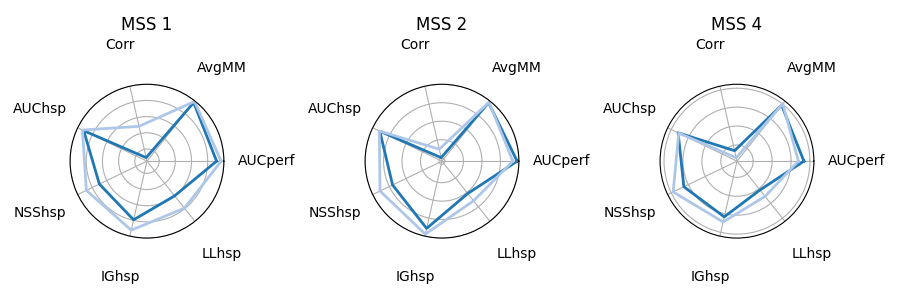 MSS 1
Corr
AvgMM
AUChsp
AUCperf
NSShsp
LLhsp
IGhsp
MSS 2
Corr
AvgMM
AUChsp
AUCperf
NSShsp
LLhsp
IGhsp
MSS 4
Corr
AvgMM
AUChsp
AUCperf
NSShsp
LLhsp
IGhsp